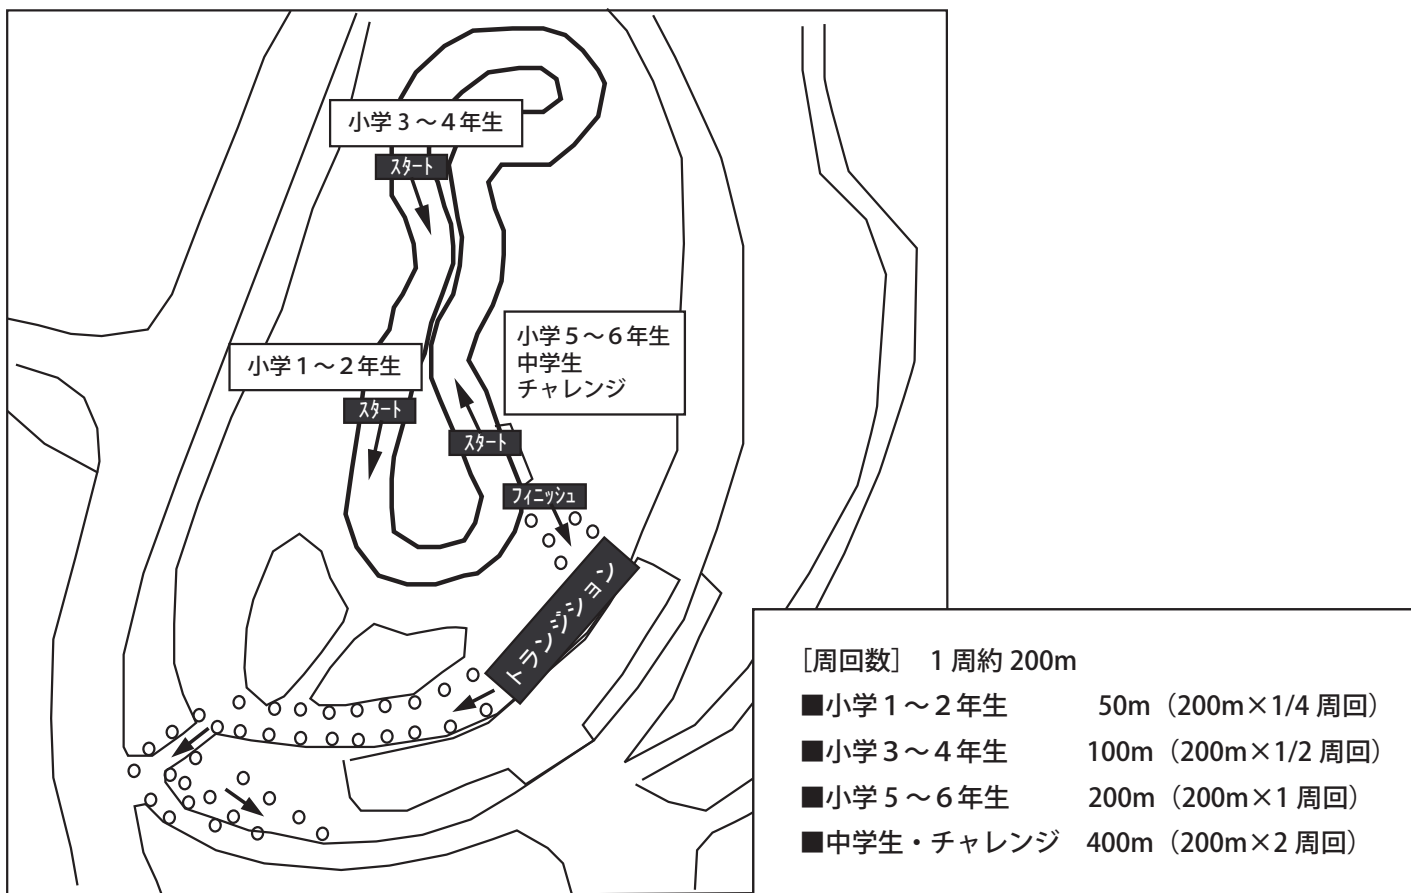 小学3～4年生
スタート
小学1～2年生
スタート
小学5～6年生
中学生
チャレンジ
スタート
フィニッシュ
トランジション
［周回数］ 1周約200m
■小学1～2年生 50m（200m×1/4周回）
■小学3～4年生 100m（200m×1/2周回）
■小学5～6年生 200m（200m×1周回）
■中学生・チャレンジ 400m（200m×2周回）